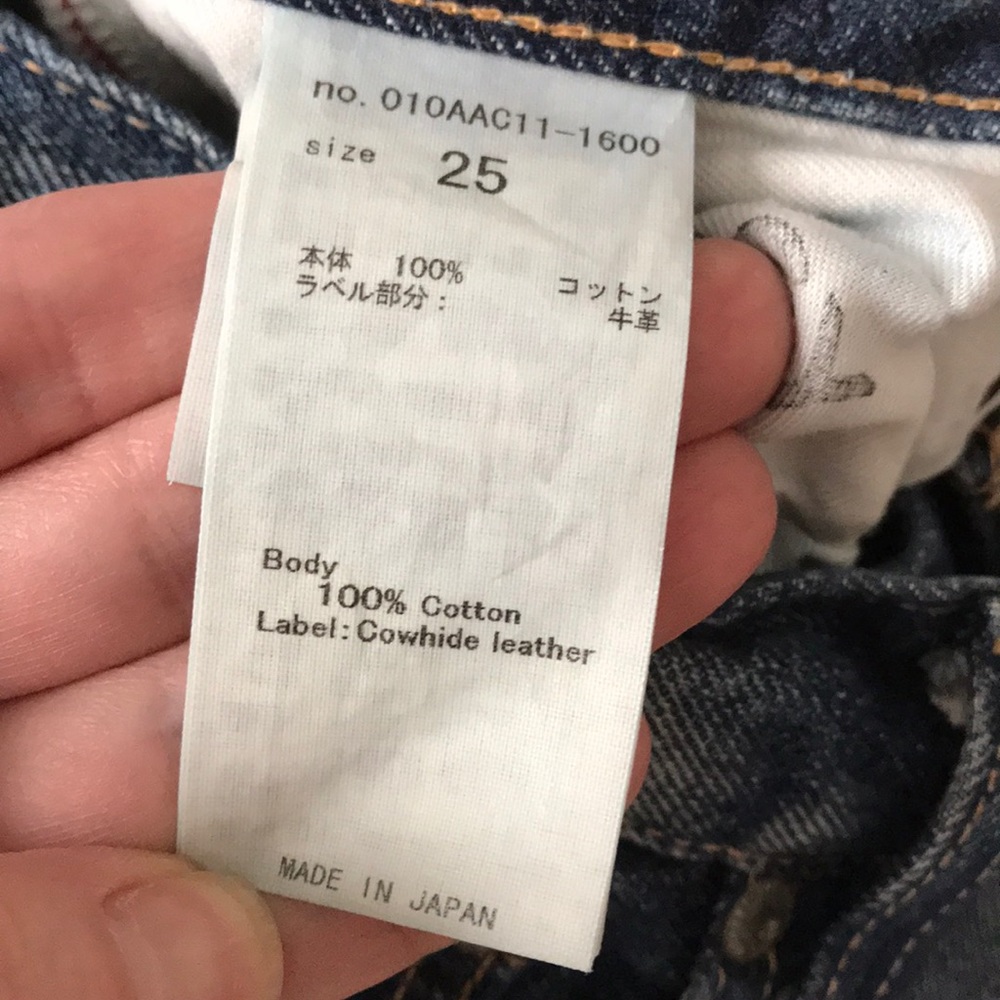 no. 010AAC11-1600
size 25
本体 100% コットン
ラベル部分： 牛革
Body
100% Cotton
Label:Cowhide leather
MADE IN JAPAN